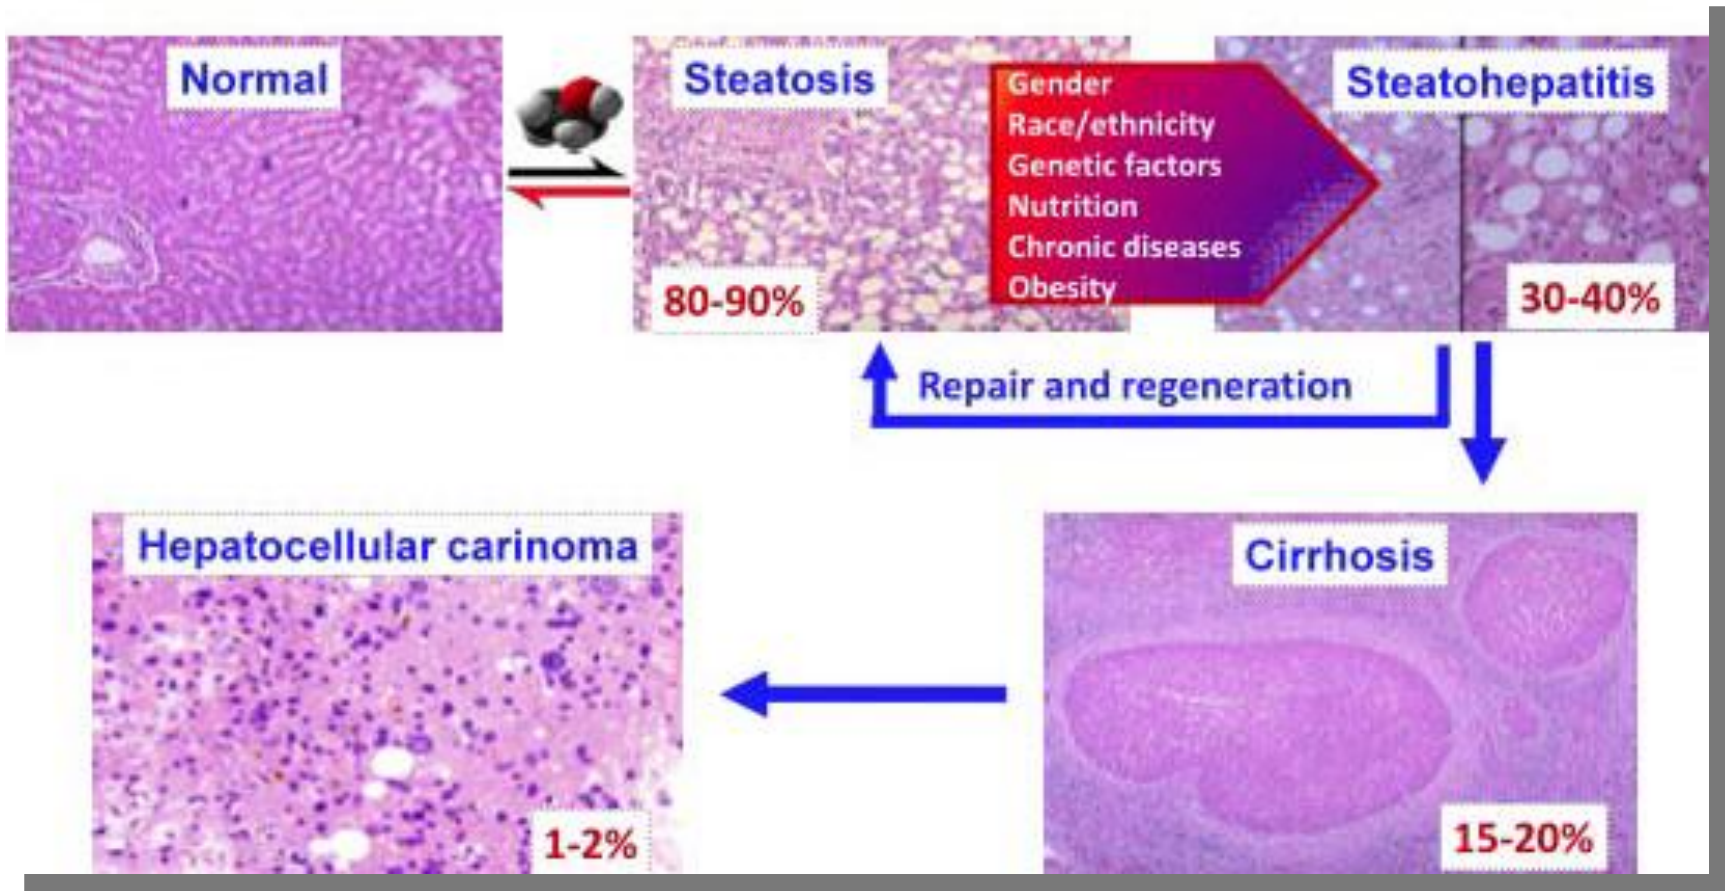 Normal
Steatosis
80-90%
Gender
Race/ethnicity
Genetic factors
Nutrition
Chronic diseases
Obesity
Steatohepatitis
30-40%
Repair and regeneration
Hepatocellular carinoma
1-2%
Cirrhosis
15-20%